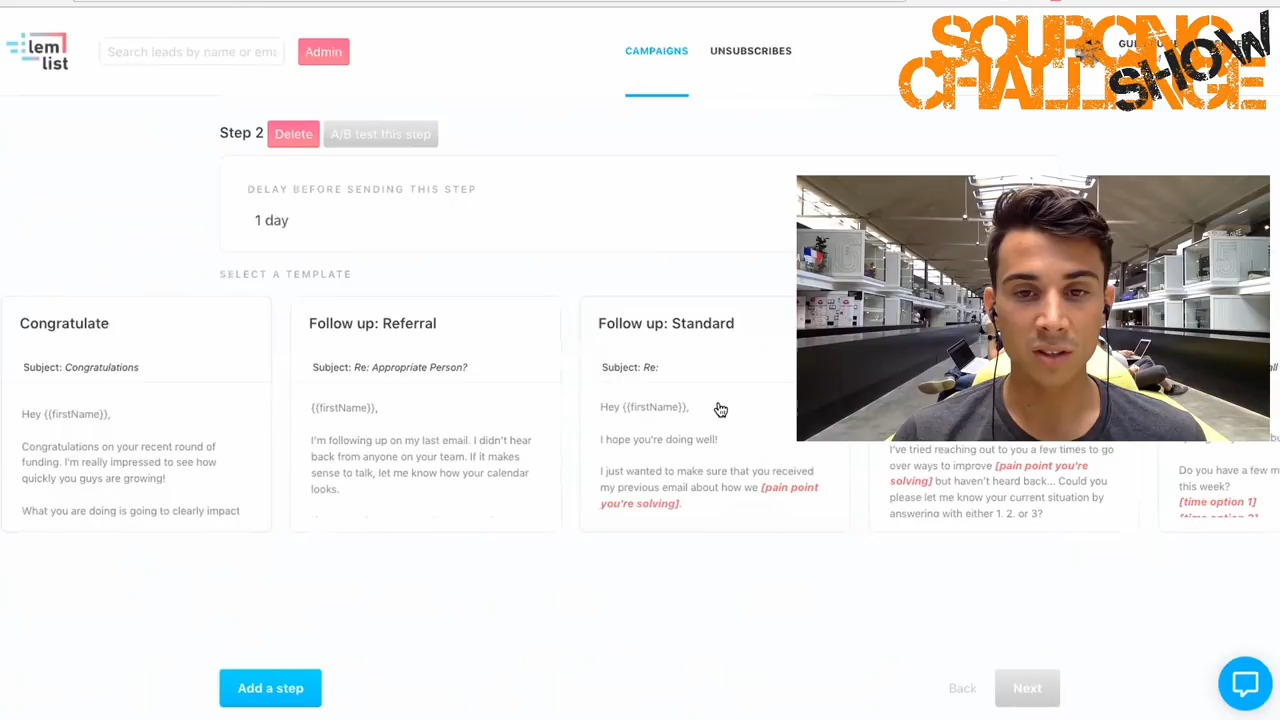 lem
list
Search leads by name or ema
Admin
CAMPAIGNS
UNSUBSCRIBES
SOURCING
CHALLENGE
SHOW
Step 2
Delete
A/B test this step
DELAY BEFORE SENDING THIS STEP
1 day
SELECT A TEMPLATE
Congratulate
Subject: Congratulations
Hey {{firstName}},
Congratulations on your recent round of
funding. I'm really impressed to see how
quickly you guys are growing!
What you are doing is going to clearly impact
Follow up: Referral
Subject: Re: Appropriate Person?
{{firstName}},
I'm following up on my last email. I didn't hear
back from anyone on your team. If it makes
sense to talk, let me know how your calendar
looks.
Follow up: Standard
Subject: Re:
Hey {{firstName}},
I hope you're doing well!
I just wanted to make sure that you received
my previous email about how we [pain point
you're solving].
I've tried reaching out to you a few times to
go over ways to improve [pain point you're
solving] but haven't heard back... Could you
please let me know your current situation by
answering with either 1, 2, or 3?
Do you have a few m
this week?
[time option 1]
Add a step
Back
Next